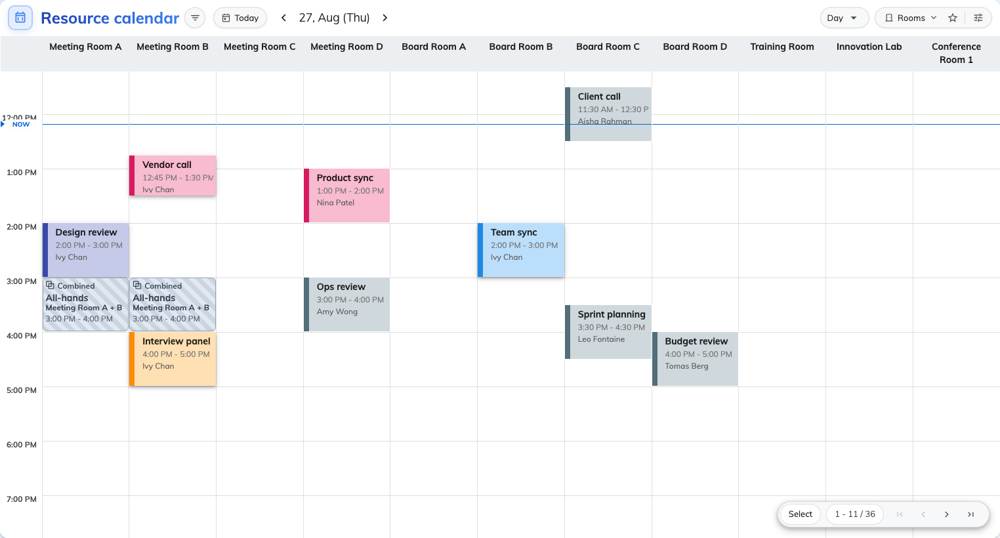 Resource calendar
Today
27, Aug (Thu)
Day
Rooms
Meeting Room A
Meeting Room B
Meeting Room C
Meeting Room D
Board Room A
Board Room B
Board Room C
Board Room D
Training Room
Innovation Lab
Conference
Room 1
Client call
11:30 AM - 12:30 P
Aisha Rahman
12:00 PM
NOW
Vendor call
12:45 PM - 1:30 PM
Ivy Chan
1:00 PM
Product sync
1:00 PM - 2:00 PM
Nina Patel
2:00 PM
Design review
2:00 PM - 3:00 PM
Ivy Chan
Team sync
2:00 PM - 3:00 PM
Ivy Chan
3:00 PM
Combined
All-hands
Meeting Room A + B
3:00 PM - 4:00 PM
Combined
All-hands
Meeting Room A + B
3:00 PM - 4:00 PM
Ops review
3:00 PM - 4:00 PM
Amy Wong
Sprint planning
3:30 PM - 4:30 PM
Leo Fontaine
4:00 PM
Interview panel
4:00 PM - 5:00 PM
Ivy Chan
Budget review
4:00 PM - 5:00 PM
Tomas Berg
5:00 PM
6:00 PM
7:00 PM
Select
1 - 11 / 36